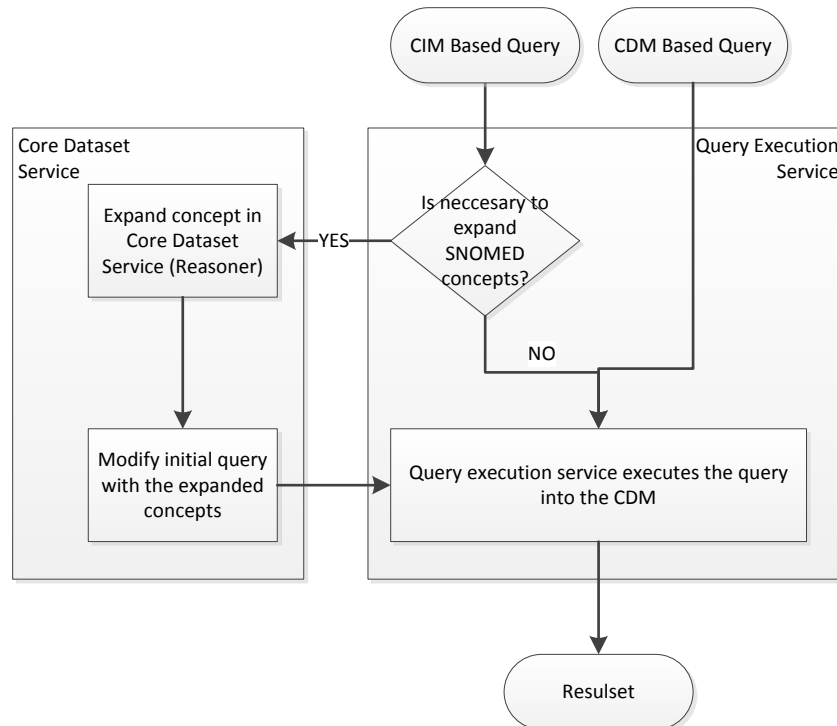 CIM Based Query
CDM Based Query
Core Dataset
Service
Query Execution
Service
Is neccesary to
expand
SNOMED
concepts?
YES
Expand concept in
Core Dataset
Service (Reasoner)
NO
Modify initial query
with the expanded
concepts
Query execution service executes the query
into the CDM
Resulset